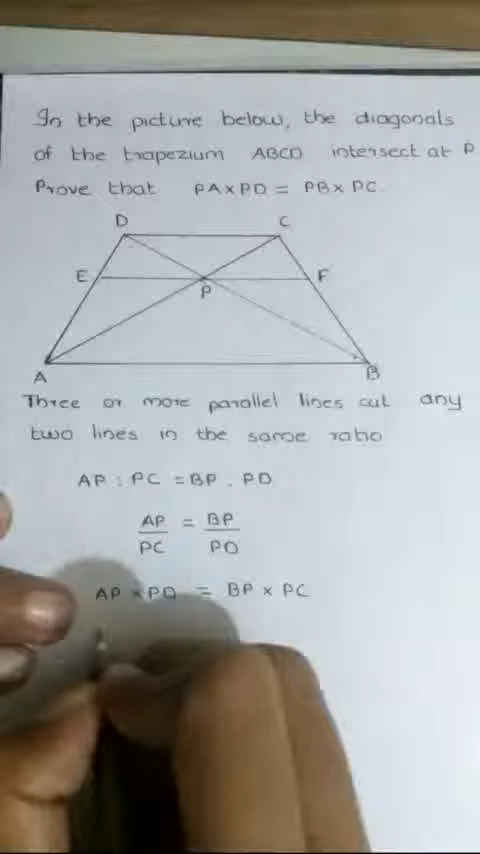 In the picture below, the diagonals
of the trapezium ABCD intersect at P
Prove that PA×PD = PB× PC
D C
E F
P
A B
Three or more parallel lines cut any
two lines in the same ratio
AP : PC = BP : PD
AP/PC = BP/PD
AP × PD = BP × PC